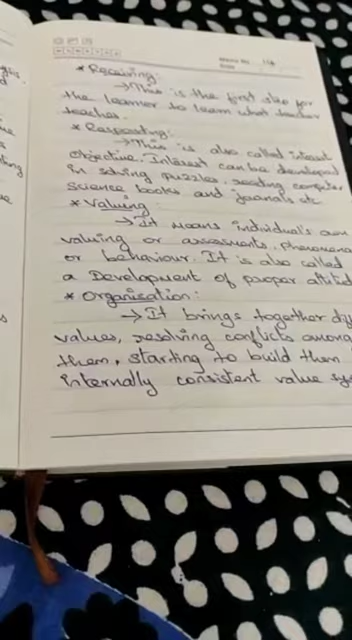 * Receiving:
→ This is the first step for
the learner to learn what teacher
teaches.
* Responding:
→ This is also called interest
objective. Interest can be developed
in solving puzzles, reading computer
science books and journals etc.
* Valuing:
→ It means individual's own
valuing or assessments, phenomena
or behaviour. It is also called
a Development of proper attitud
* Organisation:
→ It brings together dif
values, resolving conflicts among
them, starting to build them
internally consistent value sys